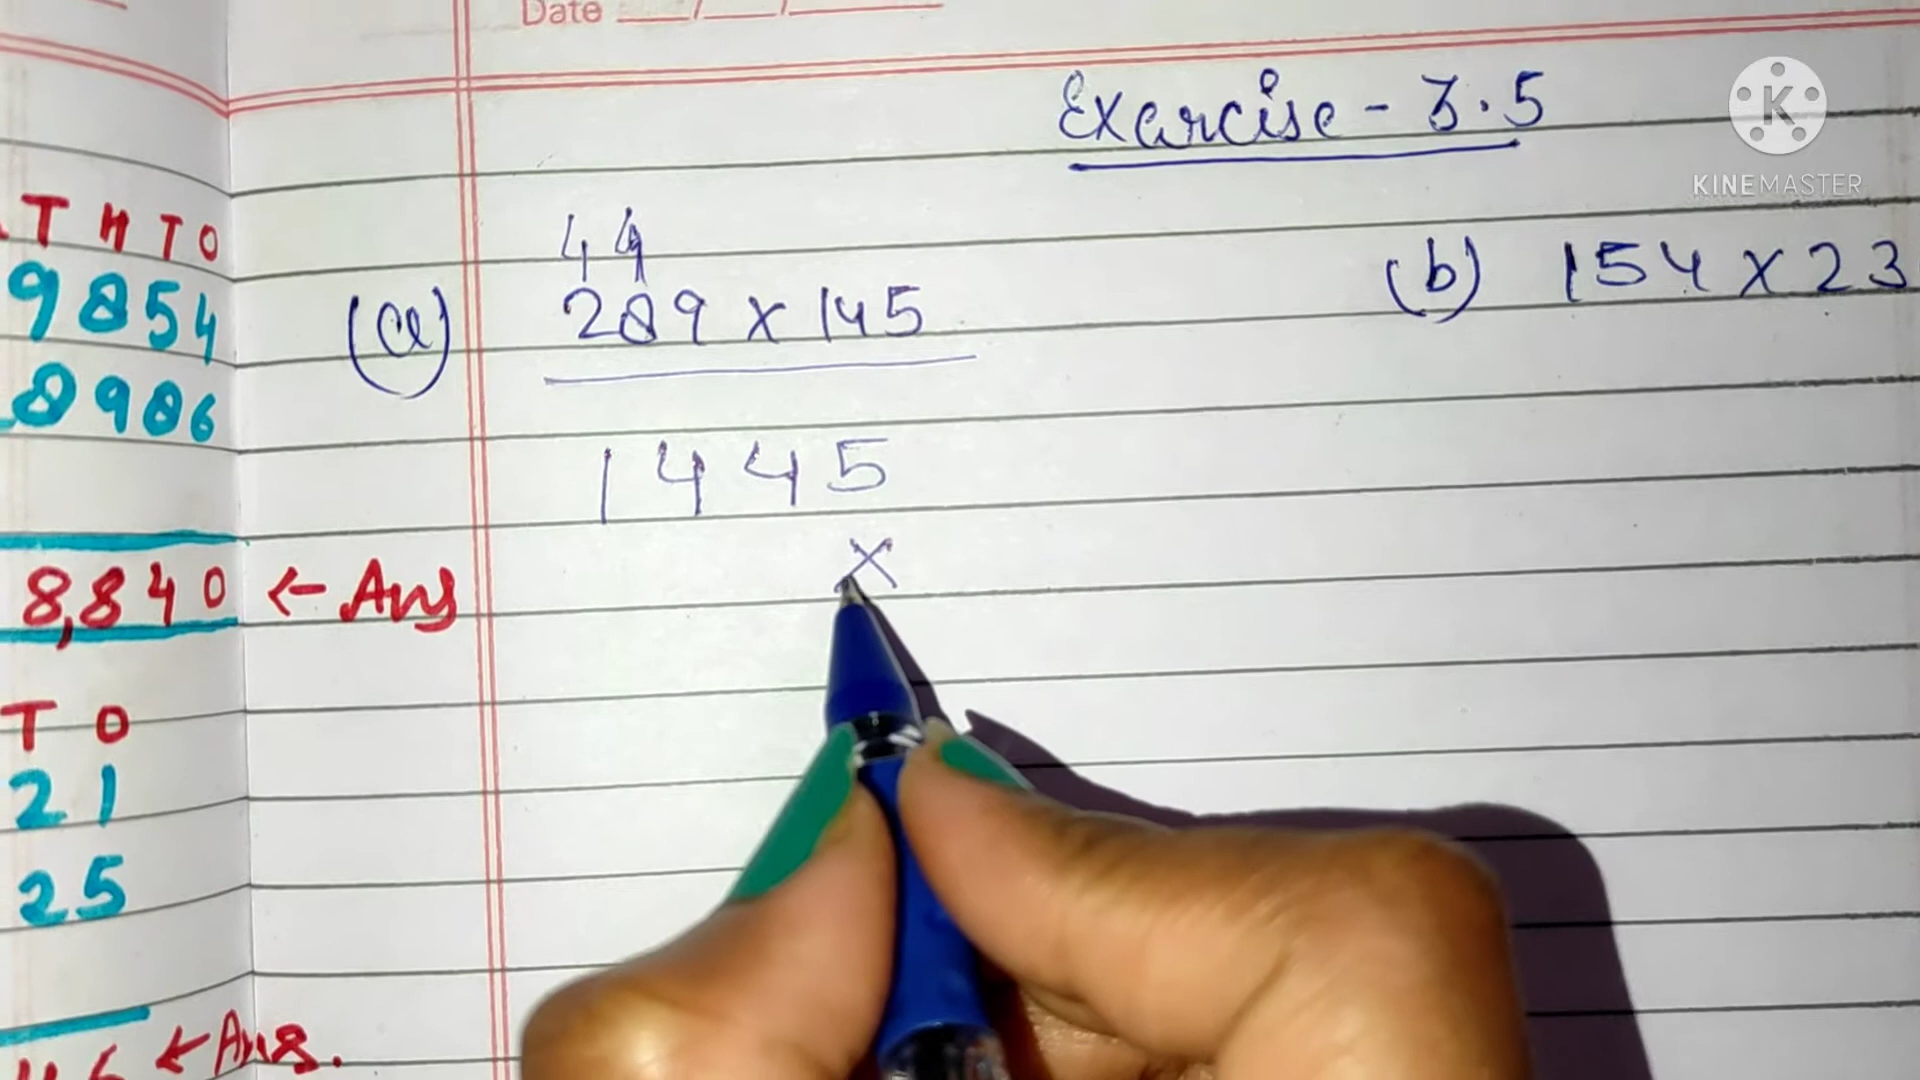 Date
Exercise - 3.5
KINEMASTER
T H T O
9854
8986
8,840 ← Ans
T O
21
25
← Ans.
44
(a) 289 x 145
1445
x
(b) 154 x 23